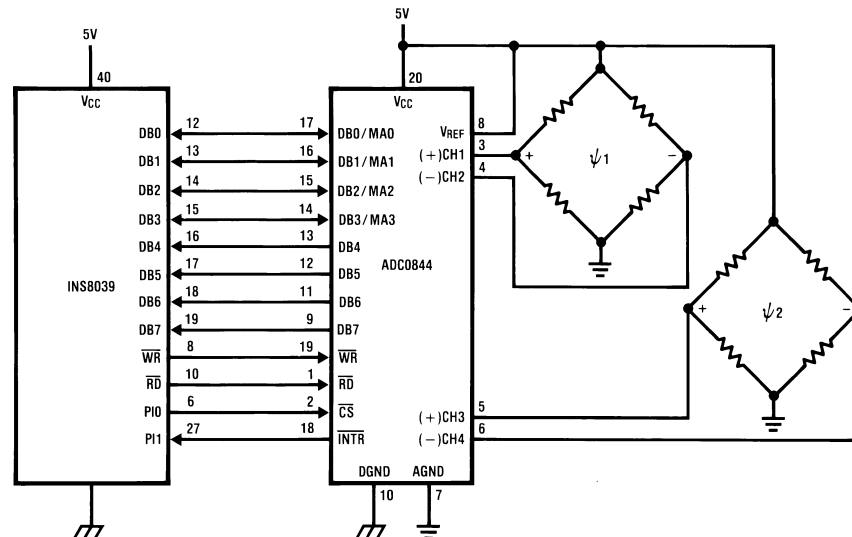 5V
5V
40
20
VCC
VCC
DB0 12 17 DB0/MA0
VREF 8
DB1 13 16 DB1/MA1
(+)CH1 3
+ ψ1 −
DB2 14 15 DB2/MA2
(−)CH2 4
DB3 15 14 DB3/MA3
DB4 16 13 DB4
INS8039
ADC0844
DB5 17 12 DB5
DB6 18 11 DB6
DB7 19 9 DB7
+ ψ2 −
WR 8 19 WR
RD 10 1 RD
PI0 6 2 CS
(+)CH3 5
PI1 27 18 INTR
(−)CH4 6
DGND AGND
10 7